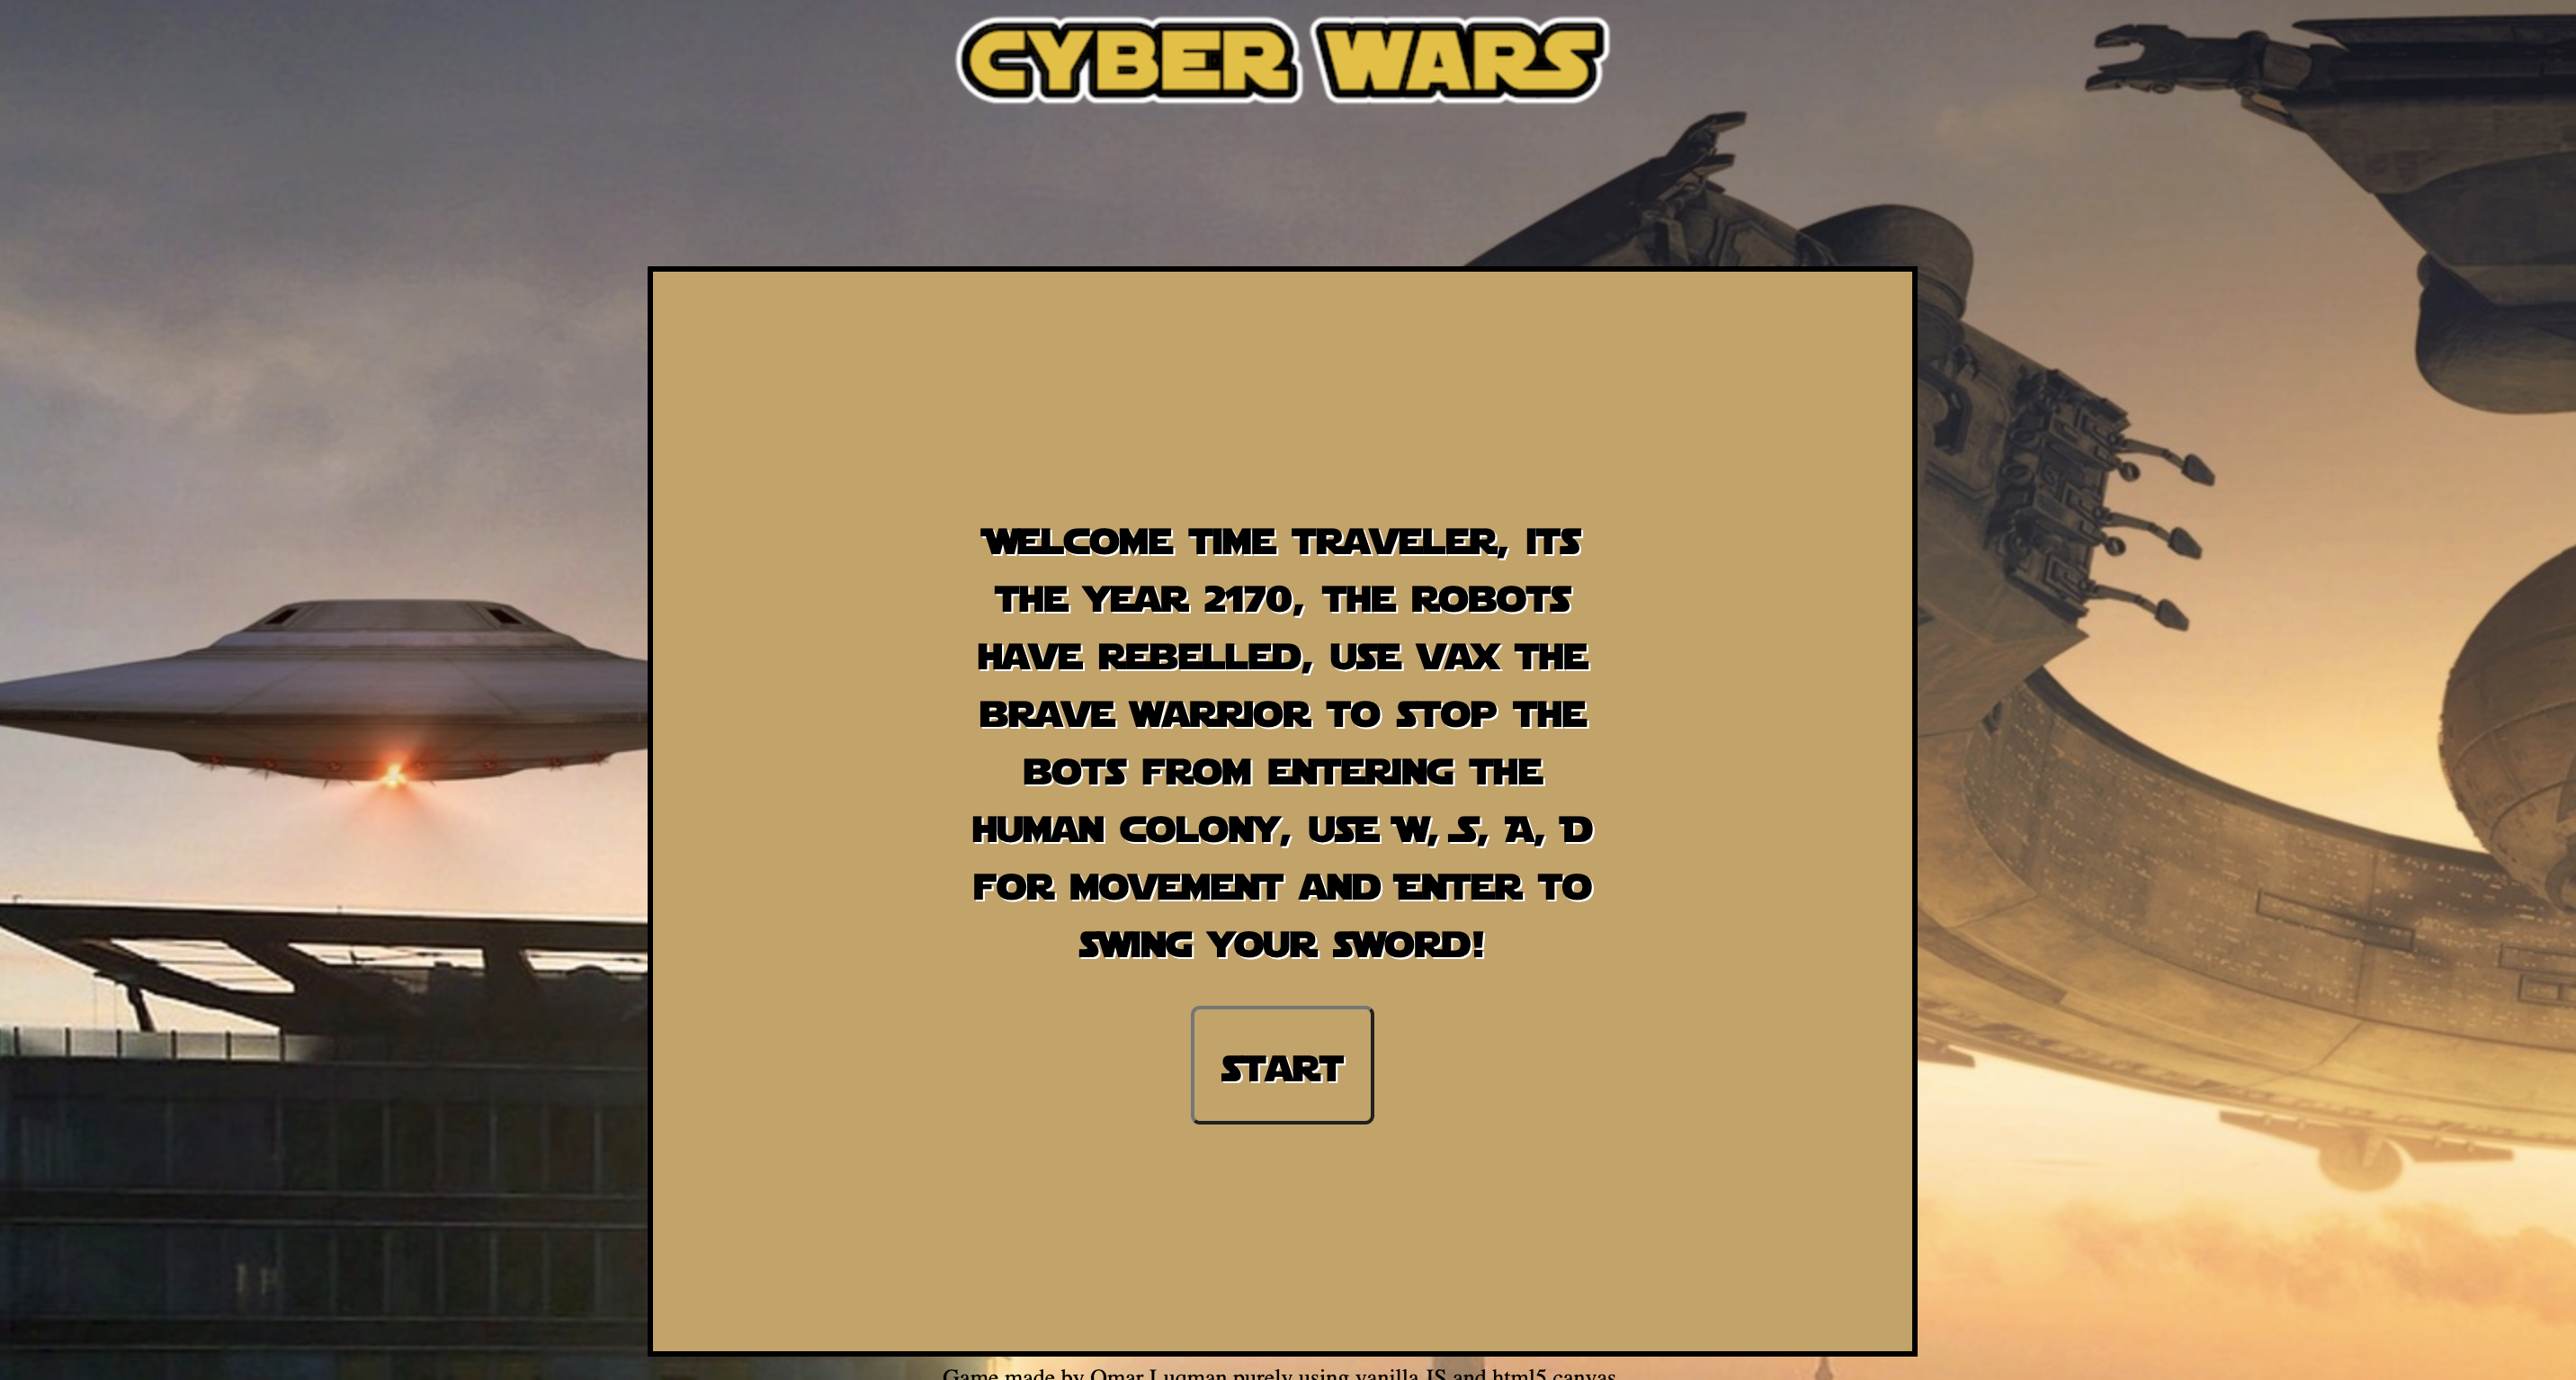 CYBER WARS
Welcome time traveler, its
the year 2170, the robots
have rebelled, use vax the
brave warrior to stop the
bots from entering the
human colony, use W, S, A, D
for movement and Enter to
swing your sword!
START
Game made by Omar Luqman purely using vanilla JS and html5 canvas